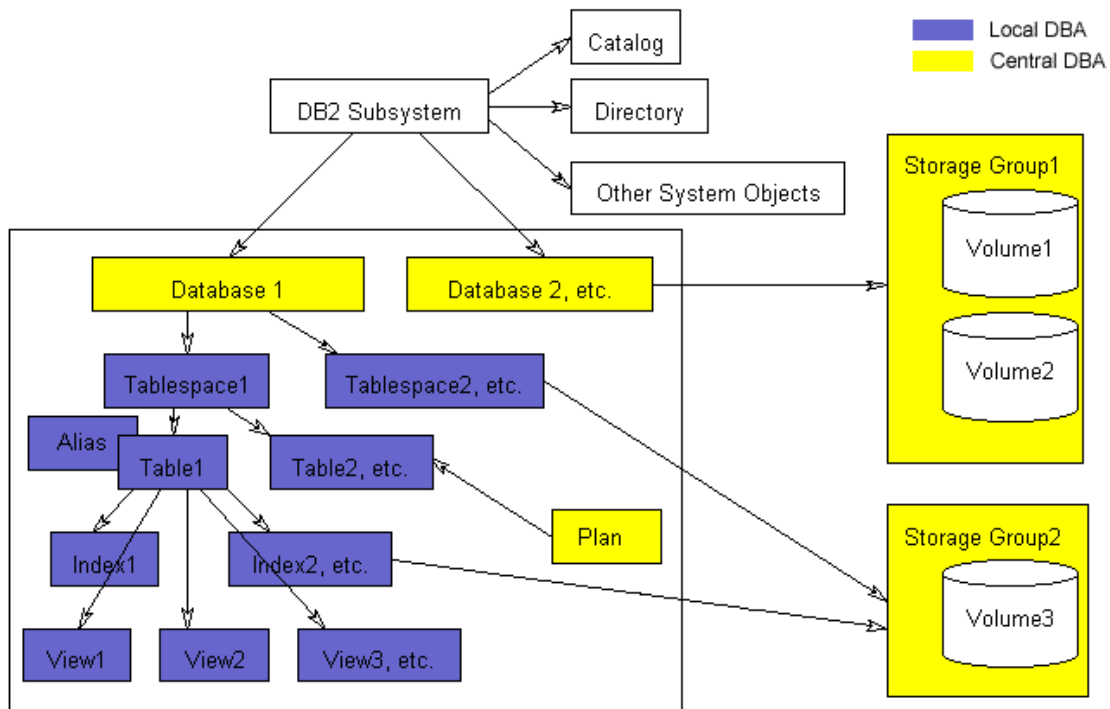 Catalog
Local DBA
Central DBA
DB2 Subsystem
Directory
Other System Objects
Storage Group1
Volume1
Database 1
Database 2, etc.
Volume2
Tablespace1
Tablespace2, etc.
Alias
Table1
Table2, etc.
Plan
Storage Group2
Index1
Index2, etc.
Volume3
View1
View2
View3, etc.